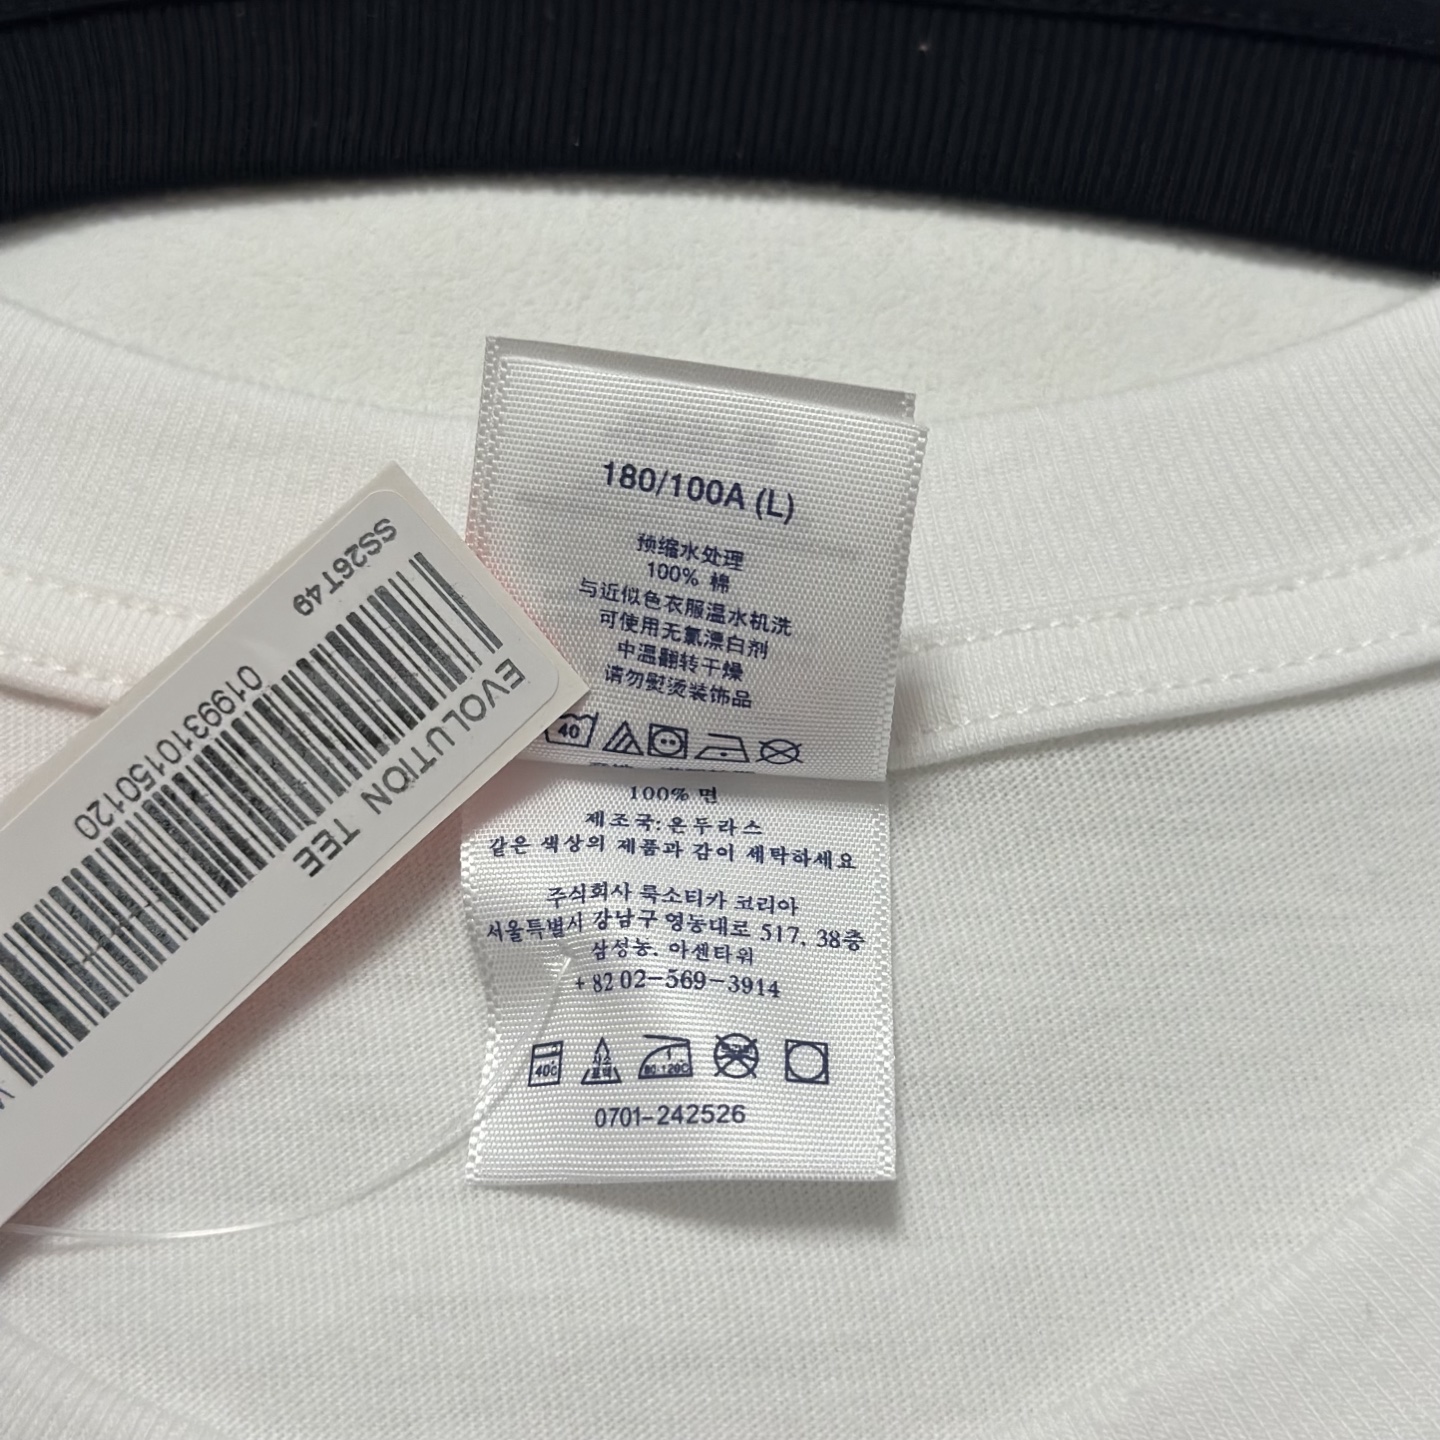 SS26T49
0199310150120
EVOLUTION TEE
180/100A (L)
预缩水处理
100% 棉
与近似色衣服温水机洗
可使用无氯漂白剂
中温翻转干燥
请勿熨烫装饰品
40
100% 면
제조국: 온두라스
같은 색상의 제품과 같이 세탁하세요
주식회사 룩소티카 코리아
서울특별시 강남구 영동대로 517, 38층
삼성동, 아셈타워
+ 82 02-569-3914
40C
80-120C
0701-242526